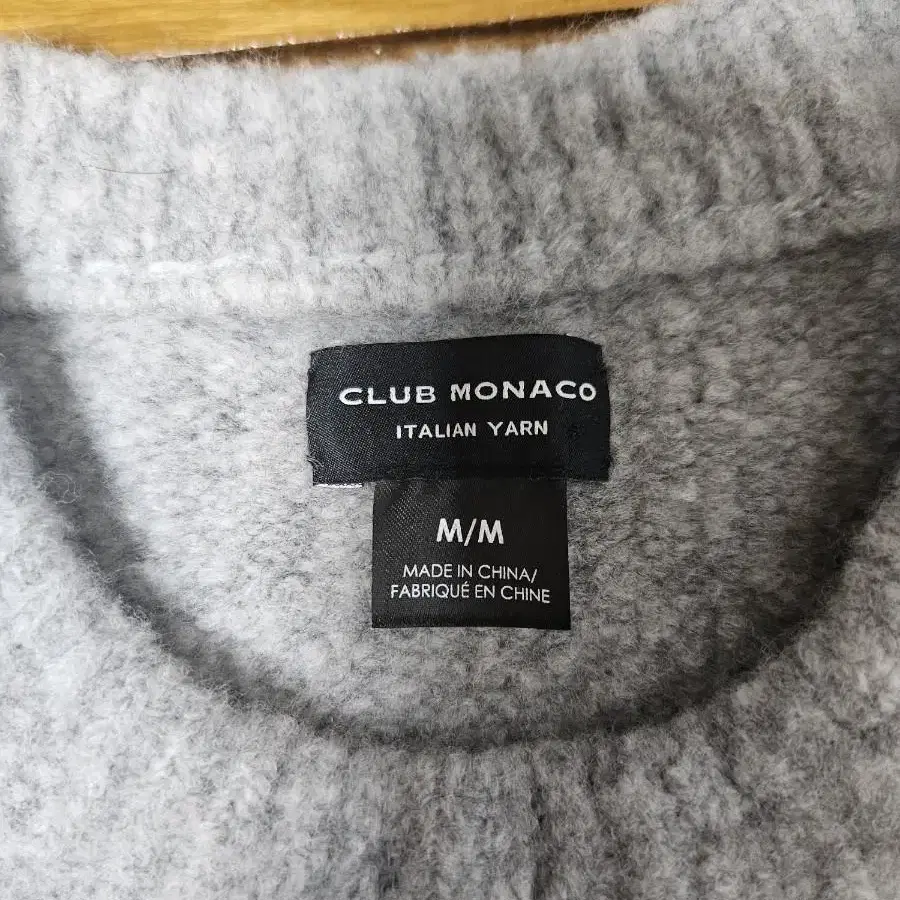 CLUB MONACO
ITALIAN YARN
M/M
MADE IN CHINA/
FABRIQUÉ EN CHINE